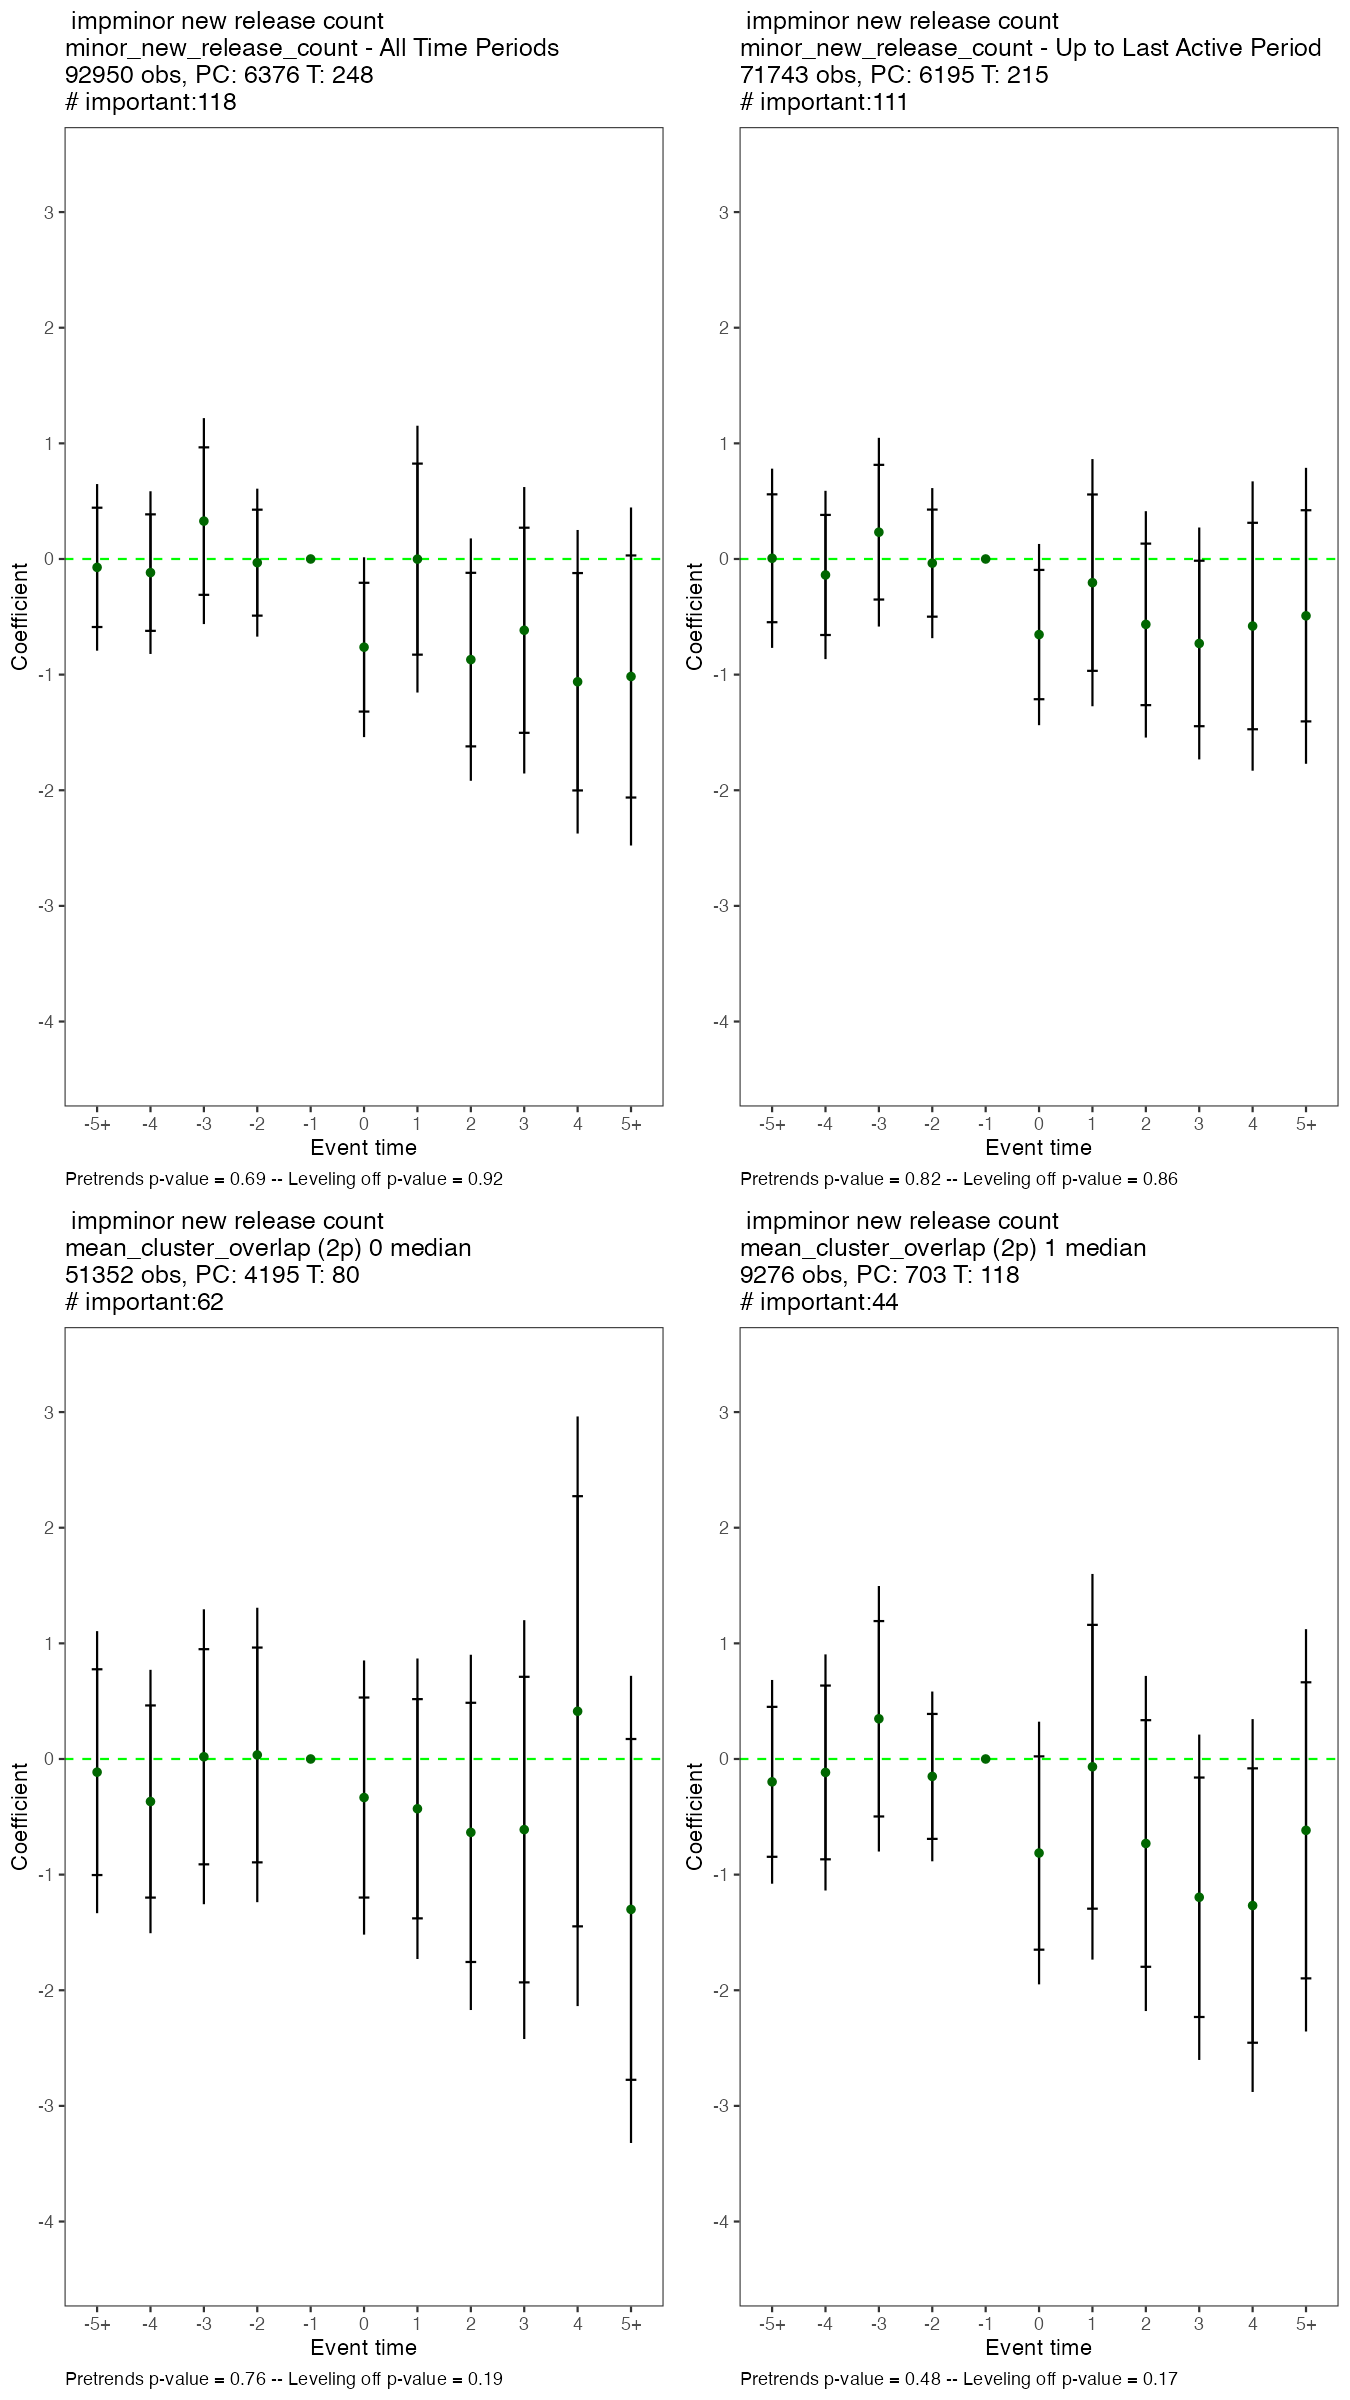 impminor new release count
minor_new_release_count - All Time Periods
92950 obs, PC: 6376 T: 248
# important:118
3
2
1
0
-1
-2
-3
-4
Coefficient
-5+ -4 -3 -2 -1 0 1 2 3 4 5+
Event time
Pretrends p-value = 0.69 -- Leveling off p-value = 0.92
impminor new release count
minor_new_release_count - Up to Last Active Period
71743 obs, PC: 6195 T: 215
# important:111
3
2
1
0
-1
-2
-3
-4
Coefficient
-5+ -4 -3 -2 -1 0 1 2 3 4 5+
Event time
Pretrends p-value = 0.82 -- Leveling off p-value = 0.86
impminor new release count
mean_cluster_overlap (2p) 0 median
51352 obs, PC: 4195 T: 80
# important:62
3
2
1
0
-1
-2
-3
-4
Coefficient
-5+ -4 -3 -2 -1 0 1 2 3 4 5+
Event time
Pretrends p-value = 0.76 -- Leveling off p-value = 0.19
impminor new release count
mean_cluster_overlap (2p) 1 median
9276 obs, PC: 703 T: 118
# important:44
3
2
1
0
-1
-2
-3
-4
Coefficient
-5+ -4 -3 -2 -1 0 1 2 3 4 5+
Event time
Pretrends p-value = 0.48 -- Leveling off p-value = 0.17